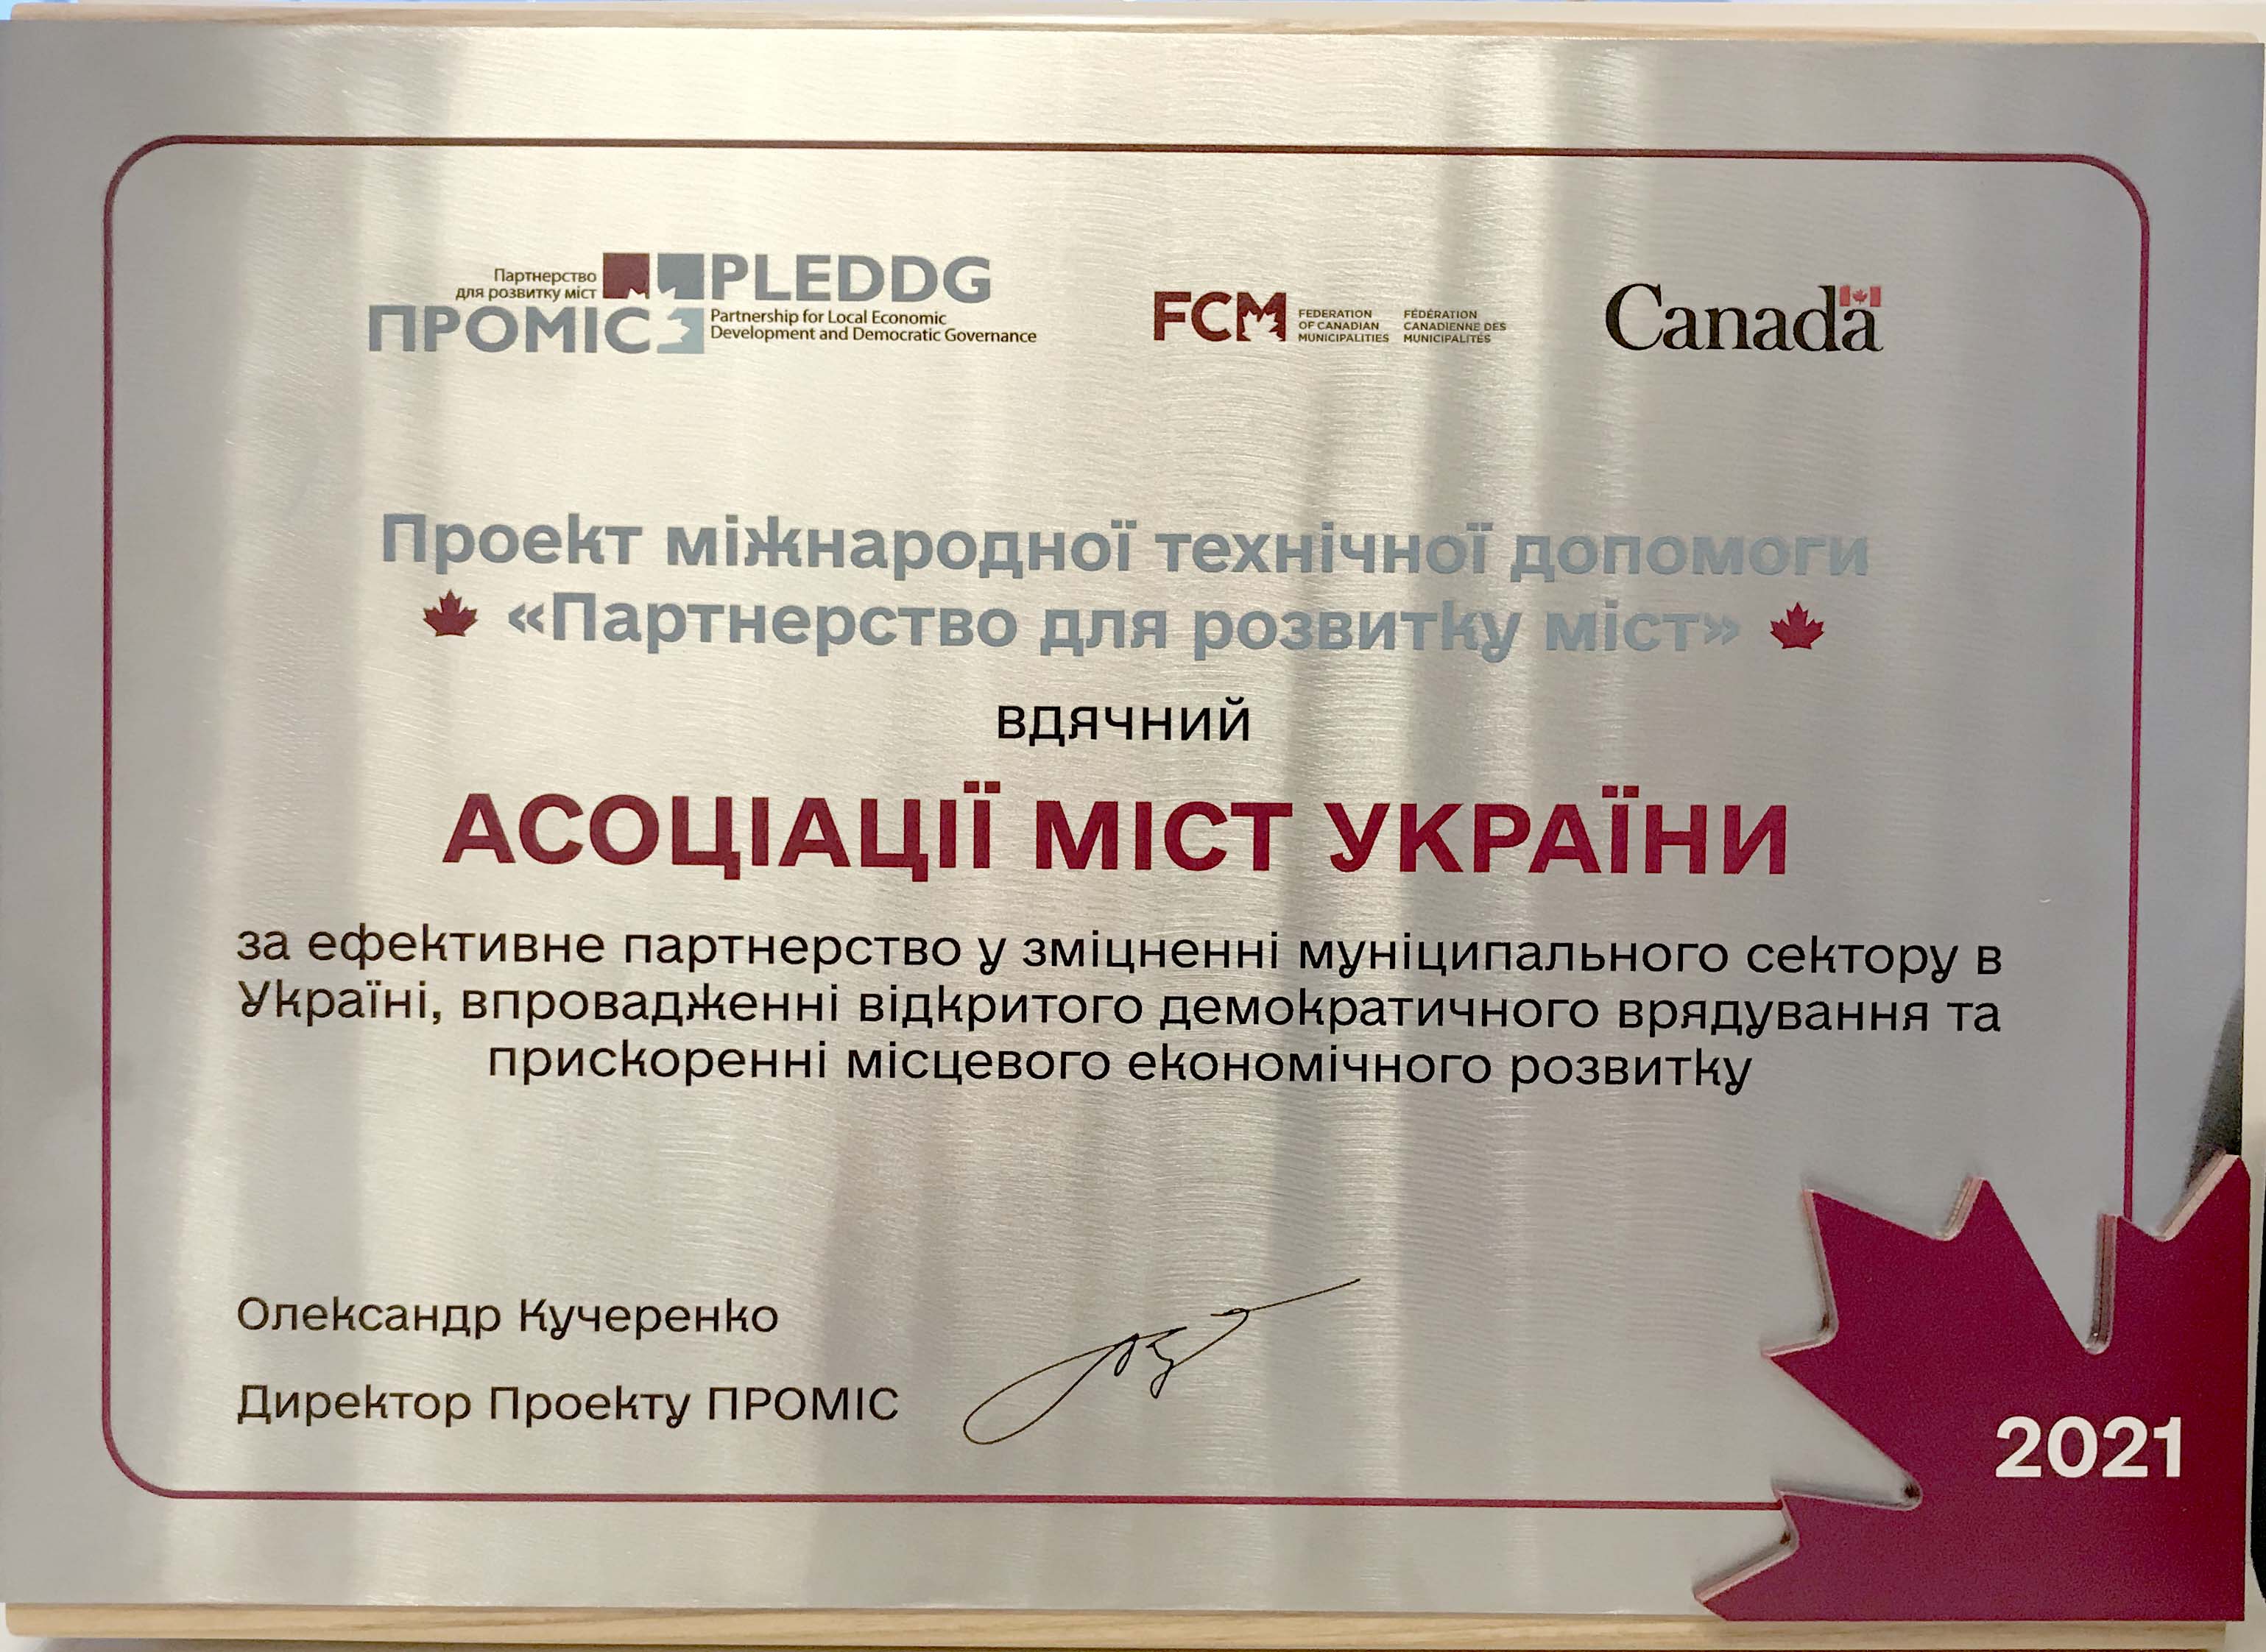 Партнерство
для розвитку міст
ПРОМІС
PLEDDG
Partnership for Local Economic
Development and Democratic Governance
FCM
FEDERATION
OF CANADIAN
MUNICIPALITIES
FÉDÉRATION
CANADIENNE DES
MUNICIPALITÉS
Canada
Проект міжнародної технічної допомоги
«Партнерство для розвитку міст»
вдячний
АСОЦІАЦІЇ МІСТ УКРАЇНИ
за ефективне партнерство у зміцненні муніципального сектору в
Україні, впровадженні відкритого демократичного врядування та
прискоренні місцевого економічного розвитку
Олександр Кучеренко
Директор Проекту ПРОМІС
2021